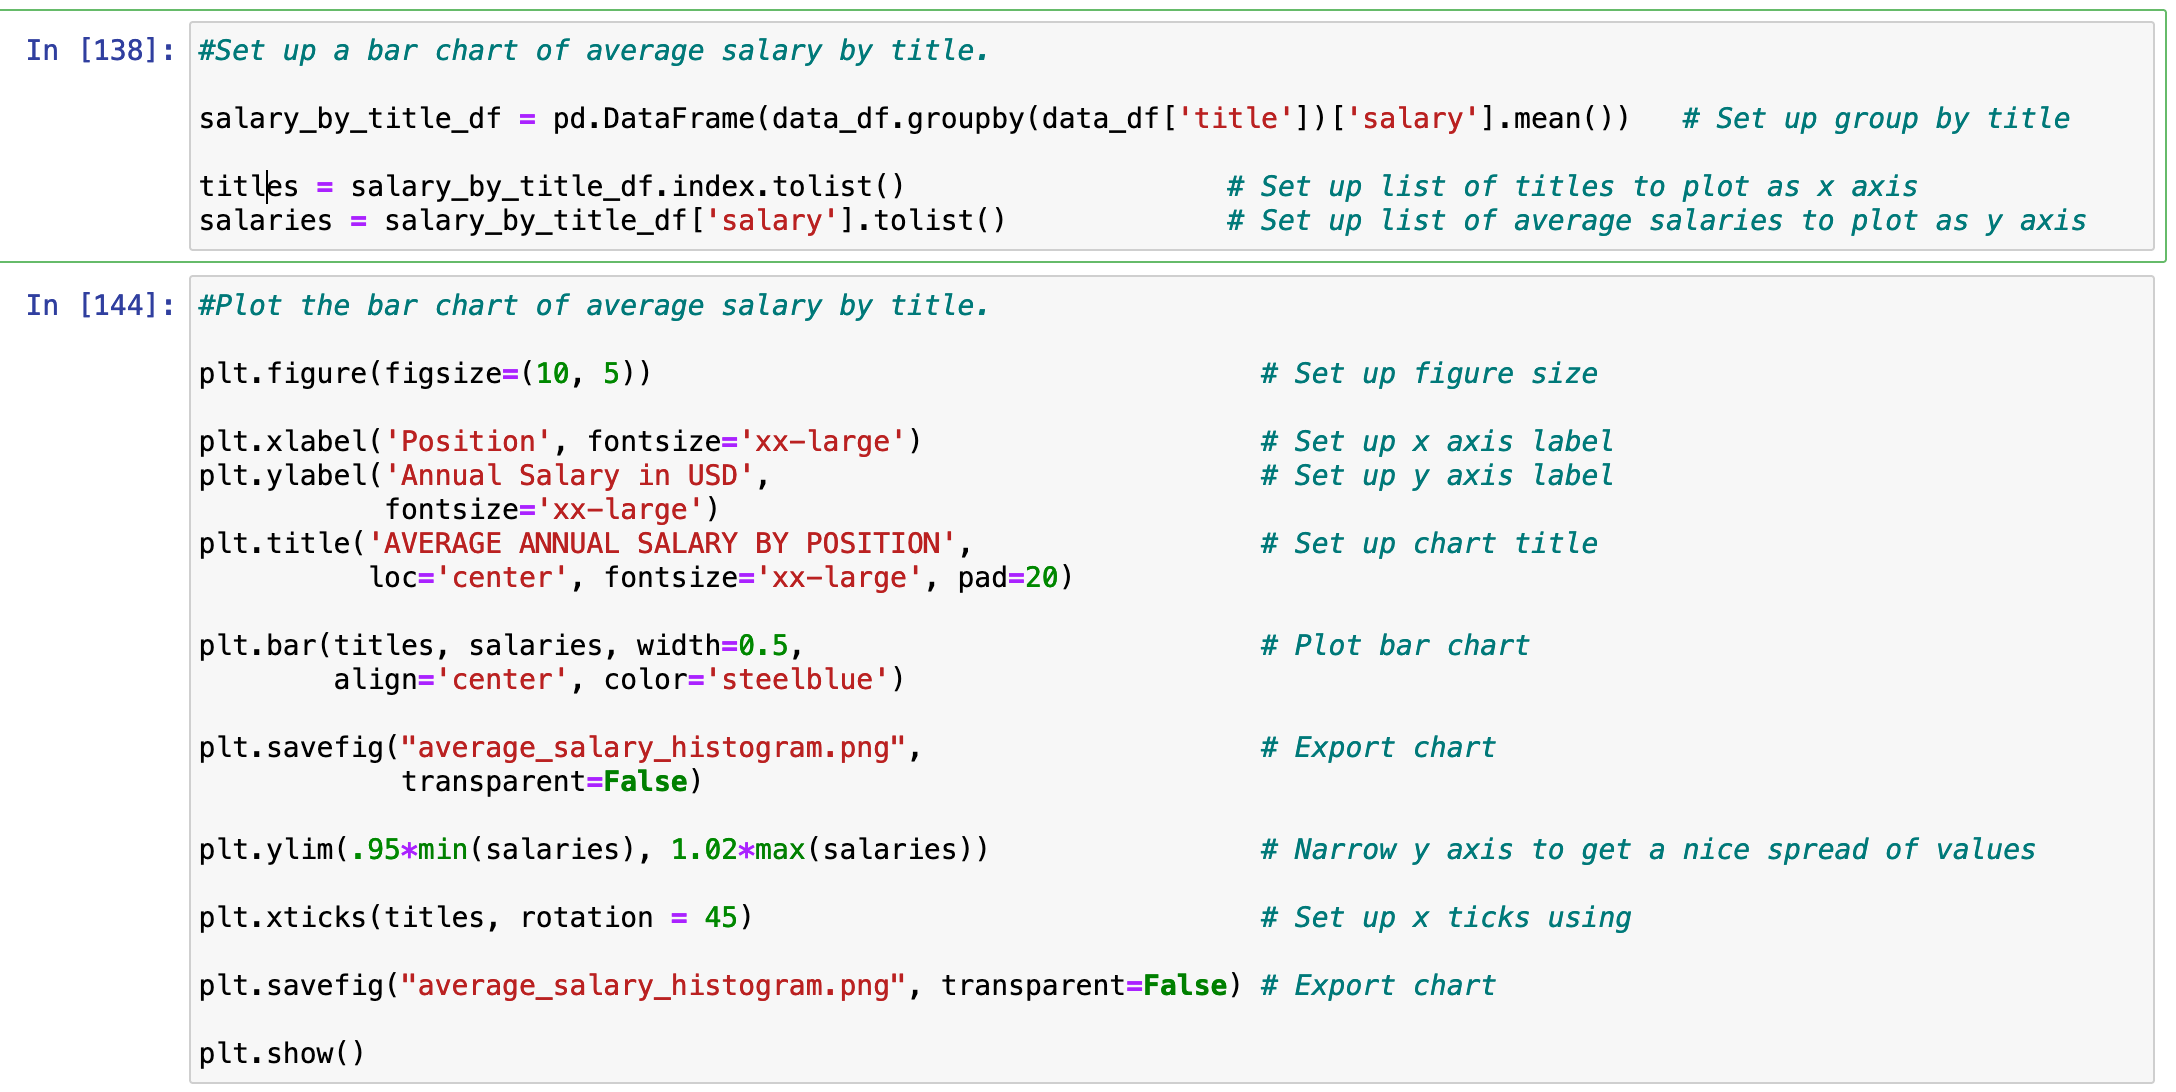 In [138]: #Set up a bar chart of average salary by title.
salary_by_title_df = pd.DataFrame(data_df.groupby(data_df['title'])['salary'].mean())   # Set up group by title
titles = salary_by_title_df.index.tolist()                   # Set up list of titles to plot as x axis
salaries = salary_by_title_df['salary'].tolist()             # Set up list of average salaries to plot as y axis
In [144]: #Plot the bar chart of average salary by title.
plt.figure(figsize=(10, 5))                                    # Set up figure size
plt.xlabel('Position', fontsize='xx-large')                    # Set up x axis label
plt.ylabel('Annual Salary in USD',                             # Set up y axis label
           fontsize='xx-large')
plt.title('AVERAGE ANNUAL SALARY BY POSITION',                 # Set up chart title
          loc='center', fontsize='xx-large', pad=20)
plt.bar(titles, salaries, width=0.5,                           # Plot bar chart
        align='center', color='steelblue')
plt.savefig("average_salary_histogram.png",                    # Export chart
            transparent=False)
plt.ylim(.95*min(salaries), 1.02*max(salaries))                # Narrow y axis to get a nice spread of values
plt.xticks(titles, rotation = 45)                              # Set up x ticks using
plt.savefig("average_salary_histogram.png", transparent=False) # Export chart
plt.show()